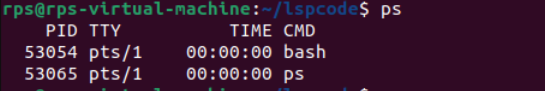 rps@rps-virtual-machine:~/lspcode$ ps
    PID TTY          TIME CMD
  53054 pts/1    00:00:00 bash
  53065 pts/1    00:00:00 ps